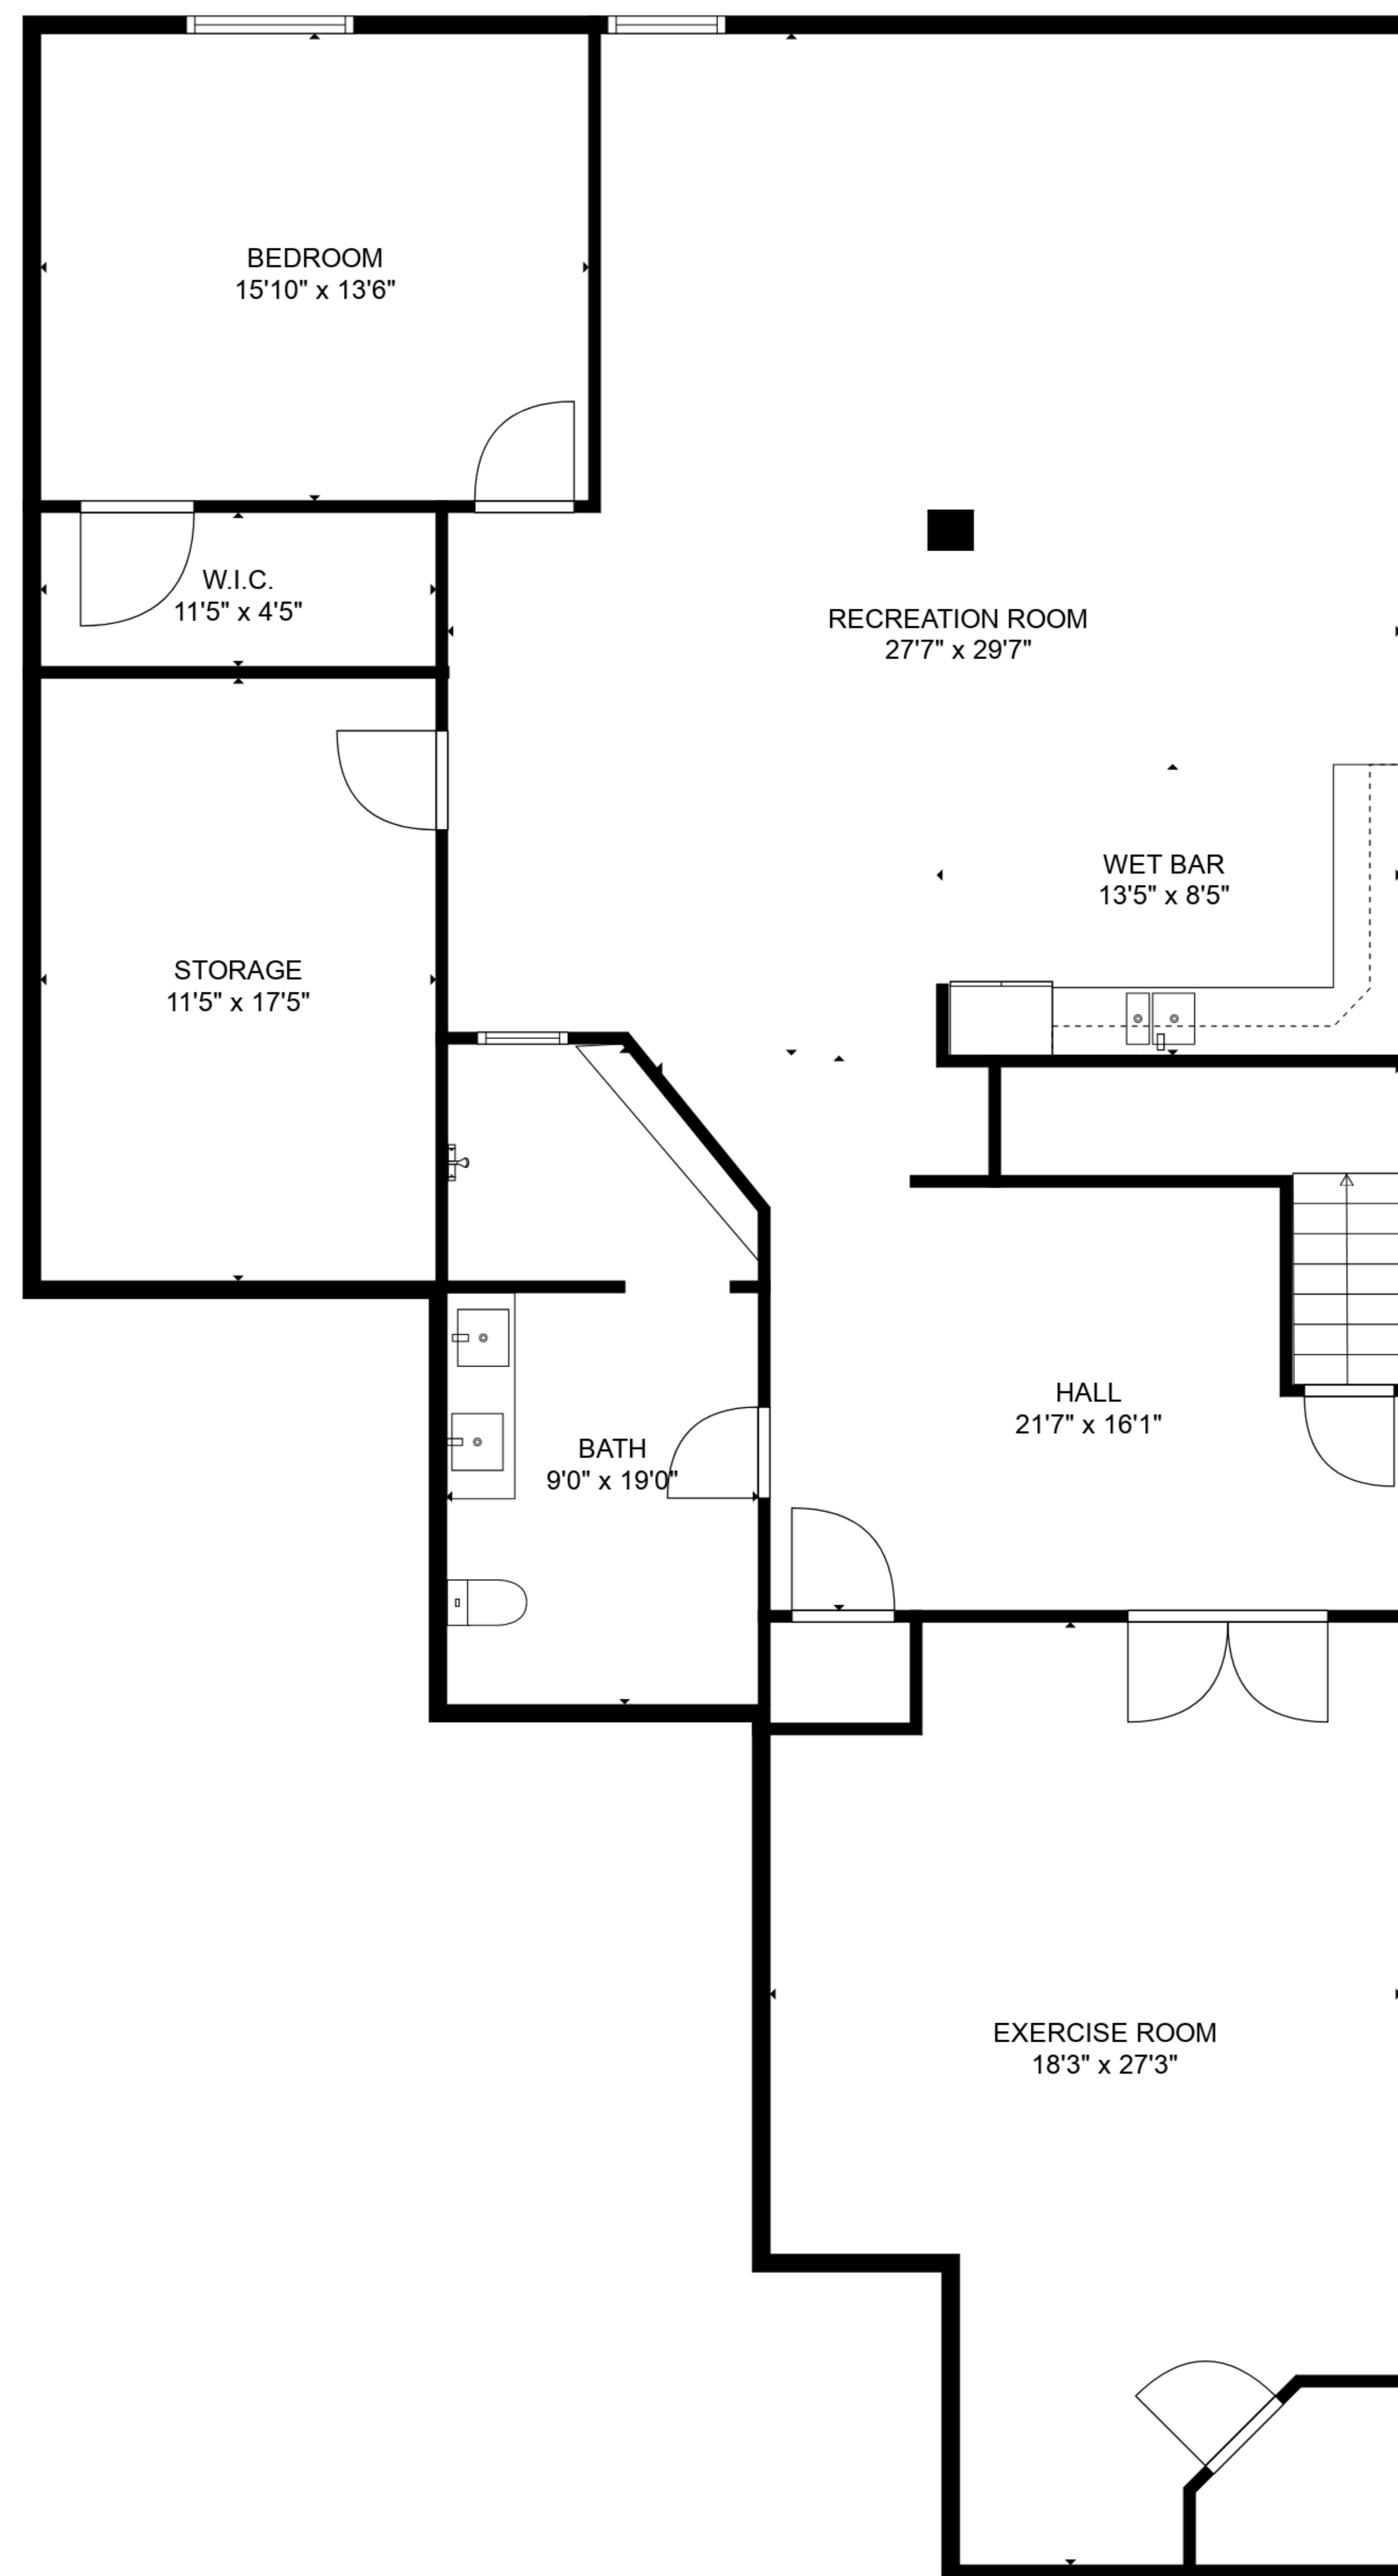 BEDROOM
15'10" x 13'6"
W.I.C.
11'5" x 4'5"
RECREATION ROOM
27'7" x 29'7"
WET BAR
13'5" x 8'5"
STORAGE
11'5" x 17'5"
HALL
21'7" x 16'1"
BATH
9'0" x 19'0"
EXERCISE ROOM
18'3" x 27'3"